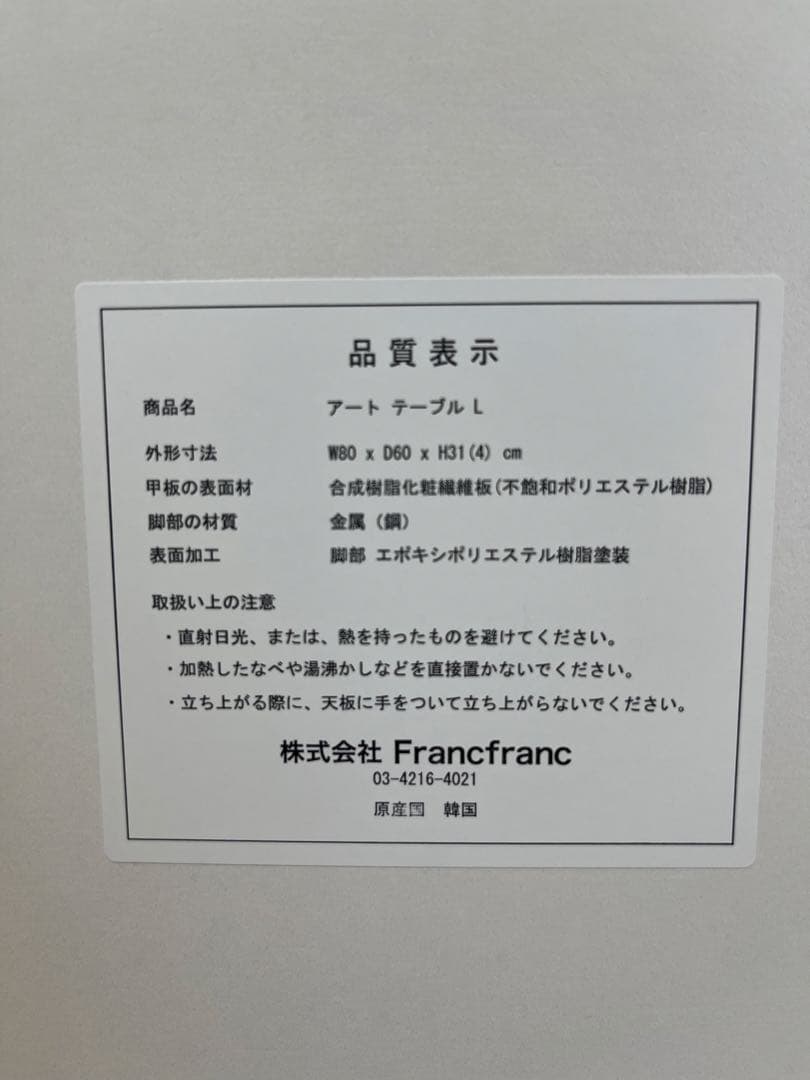 品質表示
商品名 アート テーブル L
外形寸法 W80 x D60 x H31(4) cm
甲板の表面材 合成樹脂化粧繊維板(不飽和ポリエステル樹脂)
脚部の材質 金属（鋼）
表面加工 脚部 エポキシポリエステル樹脂塗装
取扱い上の注意
・直射日光、または、熱を持ったものを避けてください。
・加熱したなべや湯沸かしなどを直接置かないでください。
・立ち上がる際に、天板に手をついて立ち上がらないでください。
株式会社 Francfranc
03-4216-4021
原産国 韓国